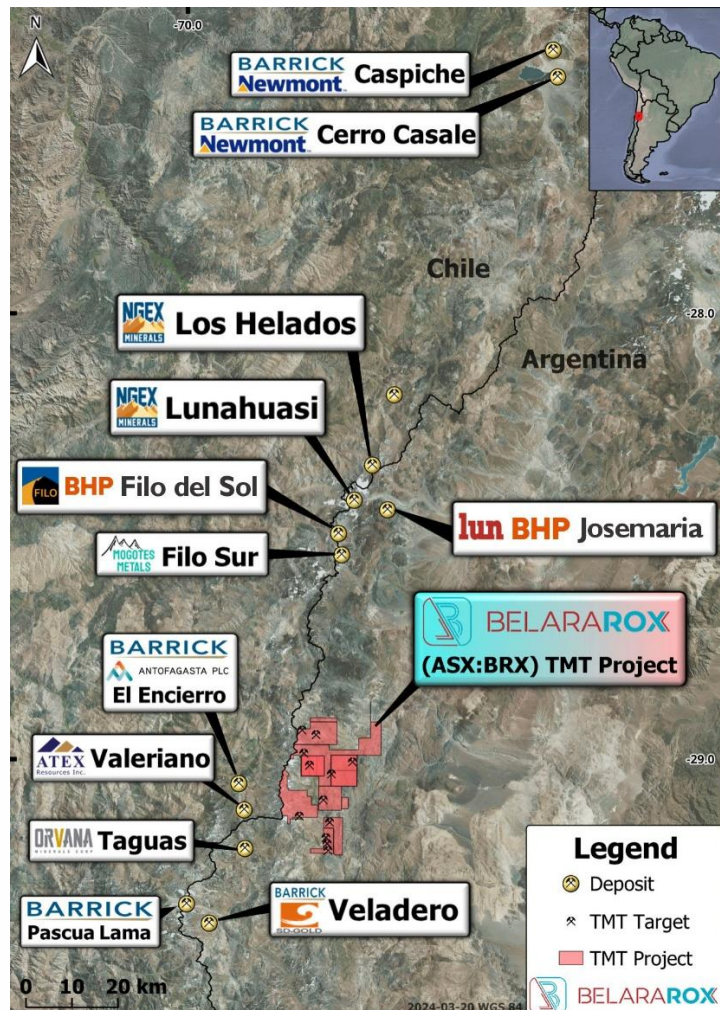 -70.0
N
BARRICK
Newmont™ Caspiche
BARRICK
Newmont™ Cerro Casale
Chile
-28.0
Argentina
NGEX
MINERALS
Los Helados
NGEX
MINERALS
Lunahuasi
FILO BHP Filo del Sol
lun BHP Josemaria
MOGOTES
METALS
Filo Sur
BELARAROX
(ASX:BRX) TMT Project
BARRICK
ANTOFAGASTA PLC
El Encierro
-29.0
ATEX
Resources Inc.
Valeriano
ORVANA
MINERALS CORP
Taguas
BARRICK
Pascua Lama
BARRICK
SD-GOLD
Veladero
Legend
Deposit
TMT Target
TMT Project
BELARAROX
0 10 20 km
2024-03-20 WGS 84